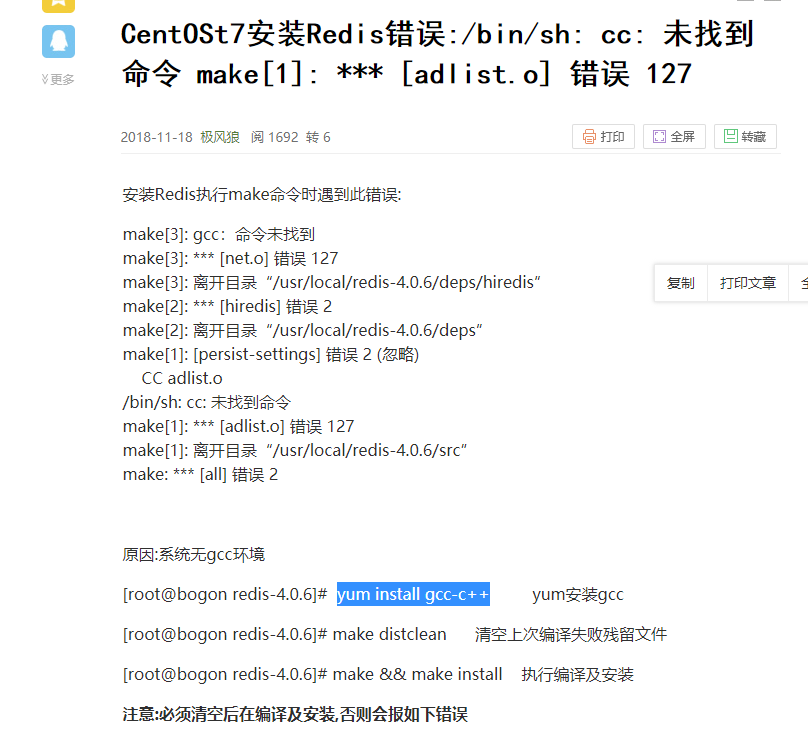 更多
CentOSt7安装Redis错误:/bin/sh: cc: 未找到
命令 make[1]: *** [adlist.o] 错误 127
2018-11-18 极风狼 阅 1692 转 6
打印 全屏 转藏
安装Redis执行make命令时遇到此错误:
make[3]: gcc：命令未找到
make[3]: *** [net.o] 错误 127
make[3]: 离开目录“/usr/local/redis-4.0.6/deps/hiredis”
复制 打印文章
make[2]: *** [hiredis] 错误 2
make[2]: 离开目录“/usr/local/redis-4.0.6/deps”
make[1]: [persist-settings] 错误 2 (忽略)
CC adlist.o
/bin/sh: cc: 未找到命令
make[1]: *** [adlist.o] 错误 127
make[1]: 离开目录“/usr/local/redis-4.0.6/src”
make: *** [all] 错误 2
原因:系统无gcc环境
[root@bogon redis-4.0.6]# yum install gcc-c++ yum安装gcc
[root@bogon redis-4.0.6]# make distclean 清空上次编译失败残留文件
[root@bogon redis-4.0.6]# make && make install 执行编译及安装
注意:必须清空后在编译及安装,否则会报如下错误